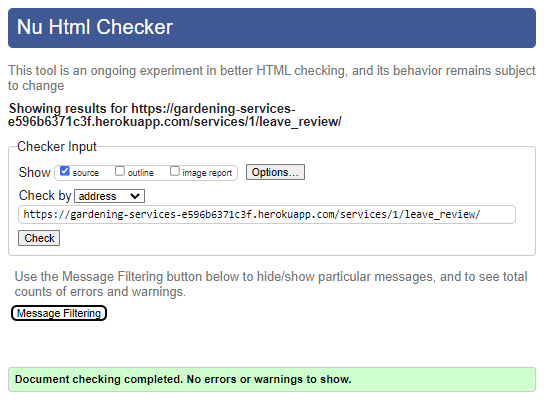 Nu Html Checker
This tool is an ongoing experiment in better HTML checking, and its behavior remains subject
to change
Showing results for https://gardening-services-
e596b6371c3f.herokuapp.com/services/1/leave_review/
Checker Input
Show source outline image report Options...
Check by address
https://gardening-services-e596b6371c3f.herokuapp.com/services/1/leave_review/
Check
Use the Message Filtering button below to hide/show particular messages, and to see total
counts of errors and warnings.
Message Filtering
Document checking completed. No errors or warnings to show.